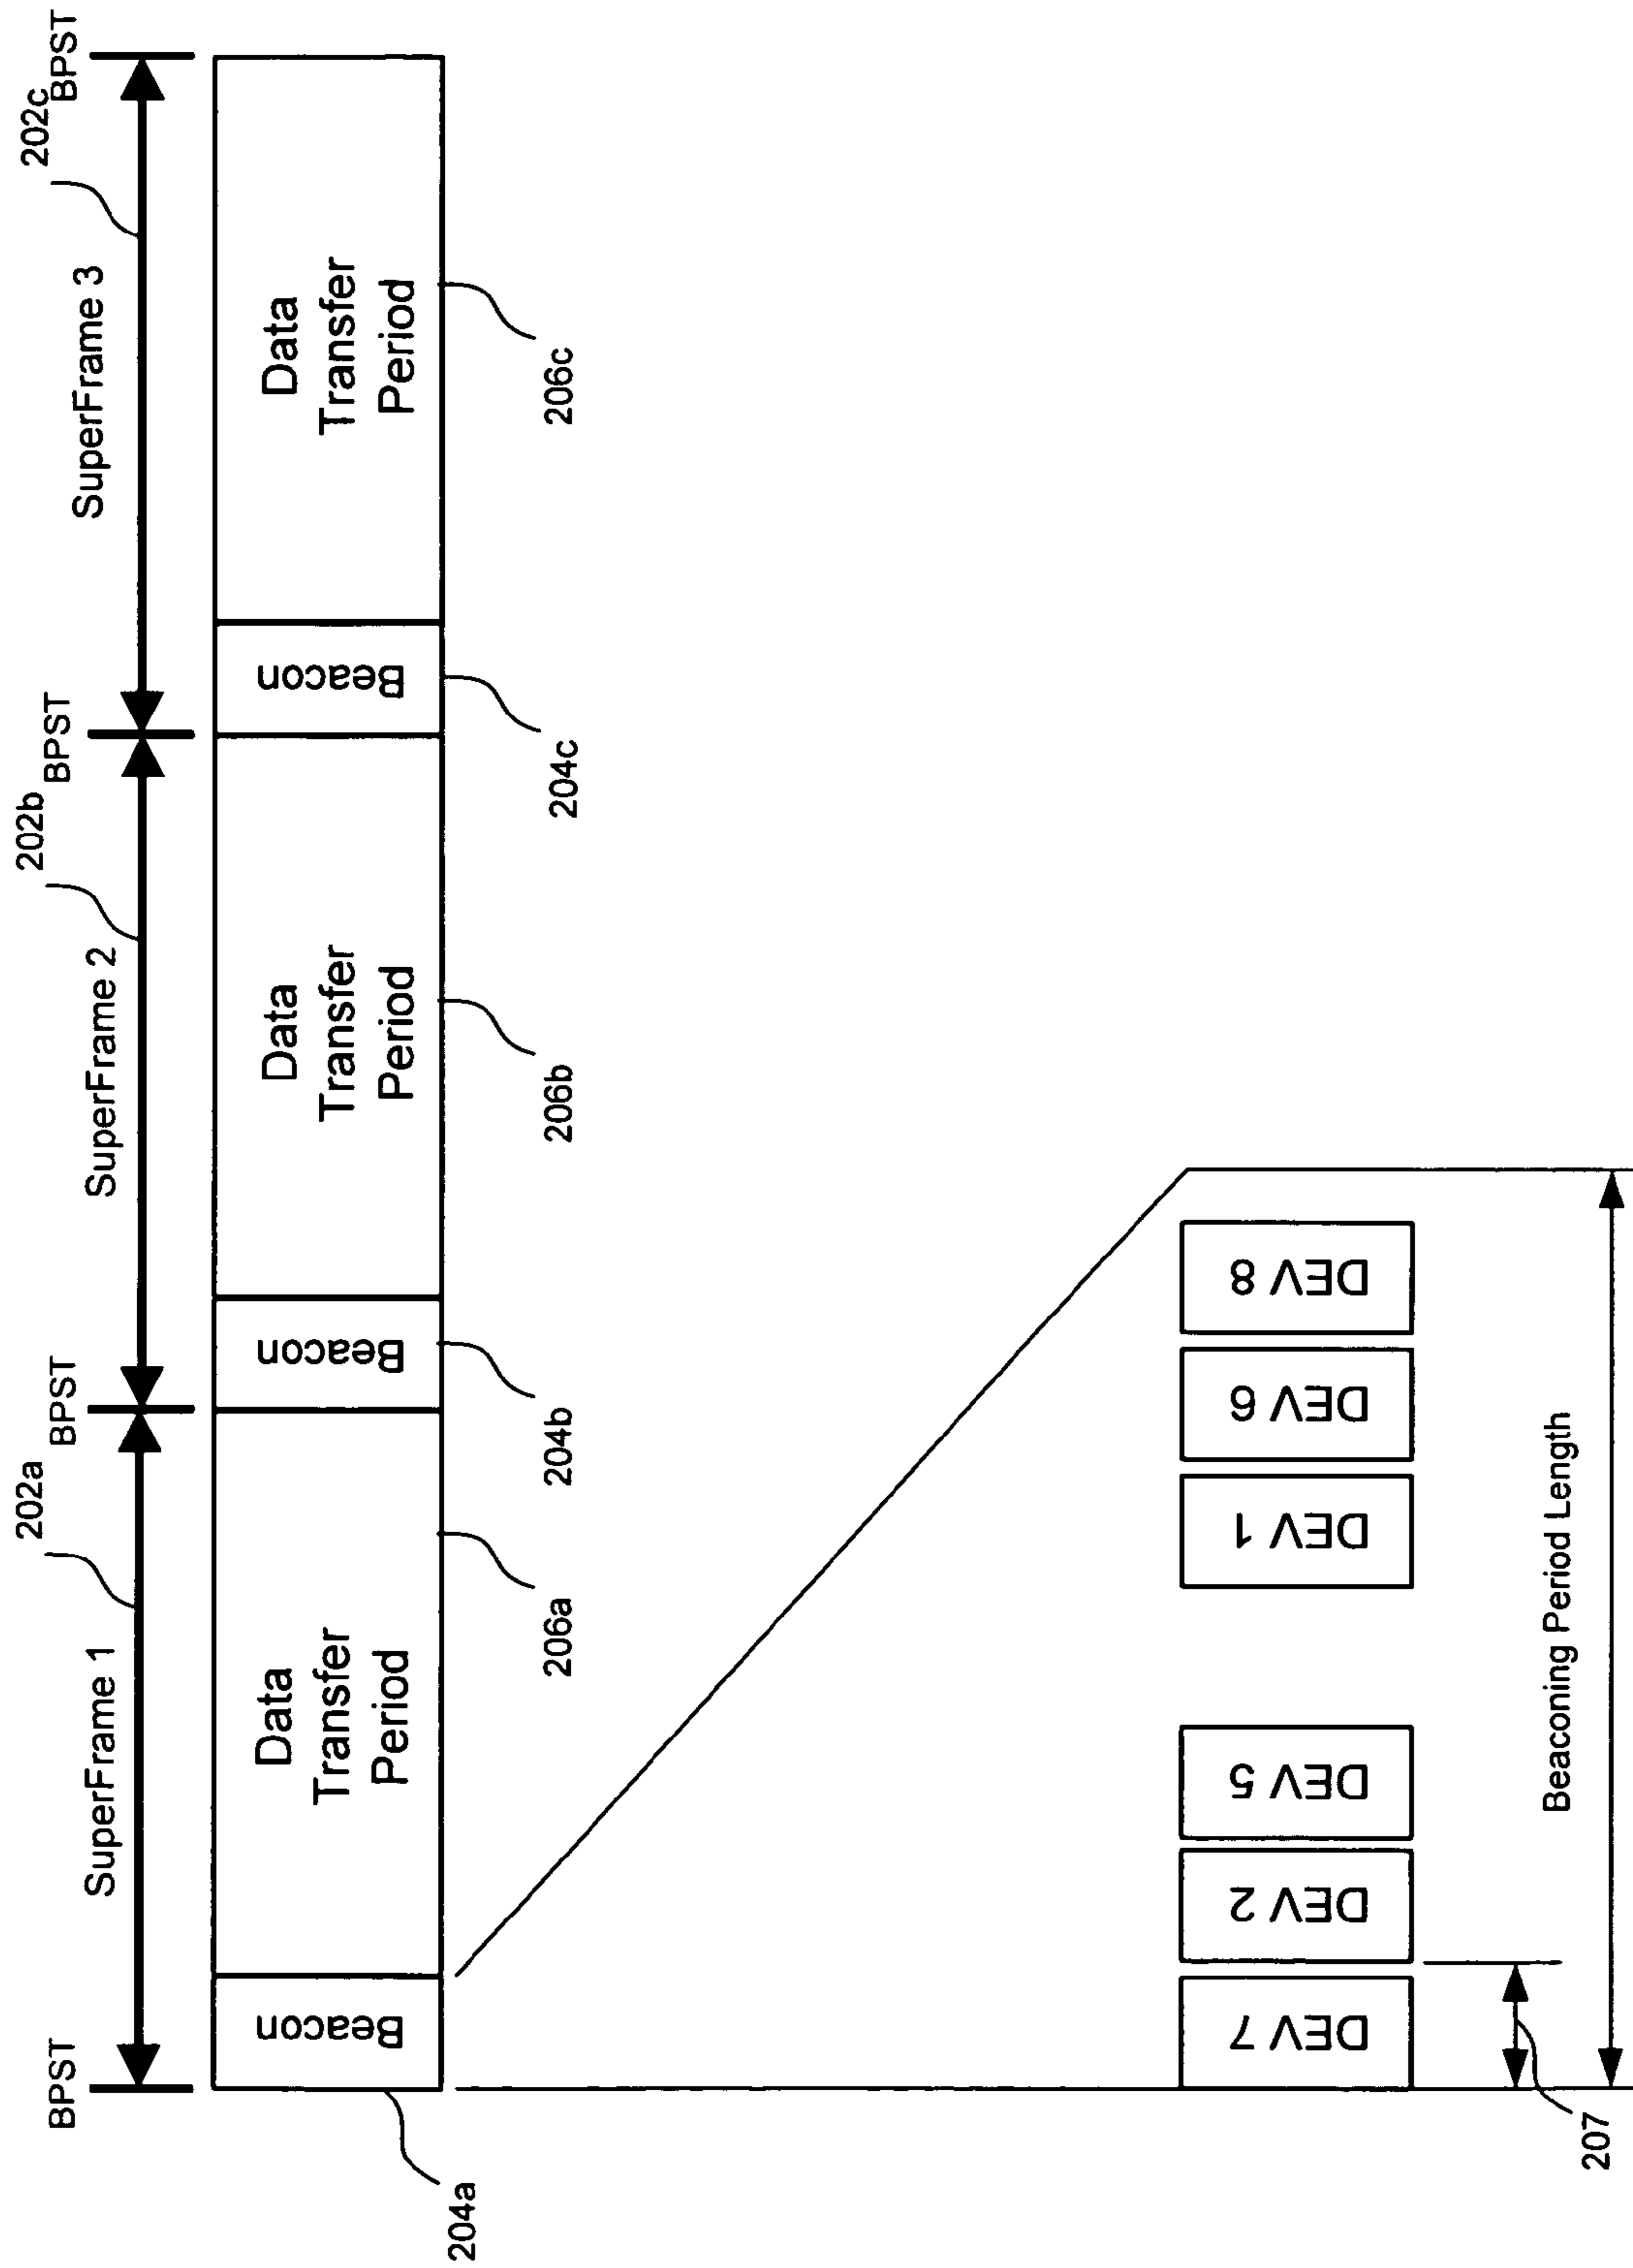 202a
202b
202c
SuperFrame 1
SuperFrame 2
SuperFrame 3
BPST
BPST
BPST
BPST
Beacon
Data
Transfer
Period
Beacon
Data
Transfer
Period
Beacon
Data
Transfer
Period
204a
206a
204b
206b
204c
206c
DEV 7
DEV 2
DEV 5
DEV 1
DEV 6
DEV 8
207
Beaconing Period Length